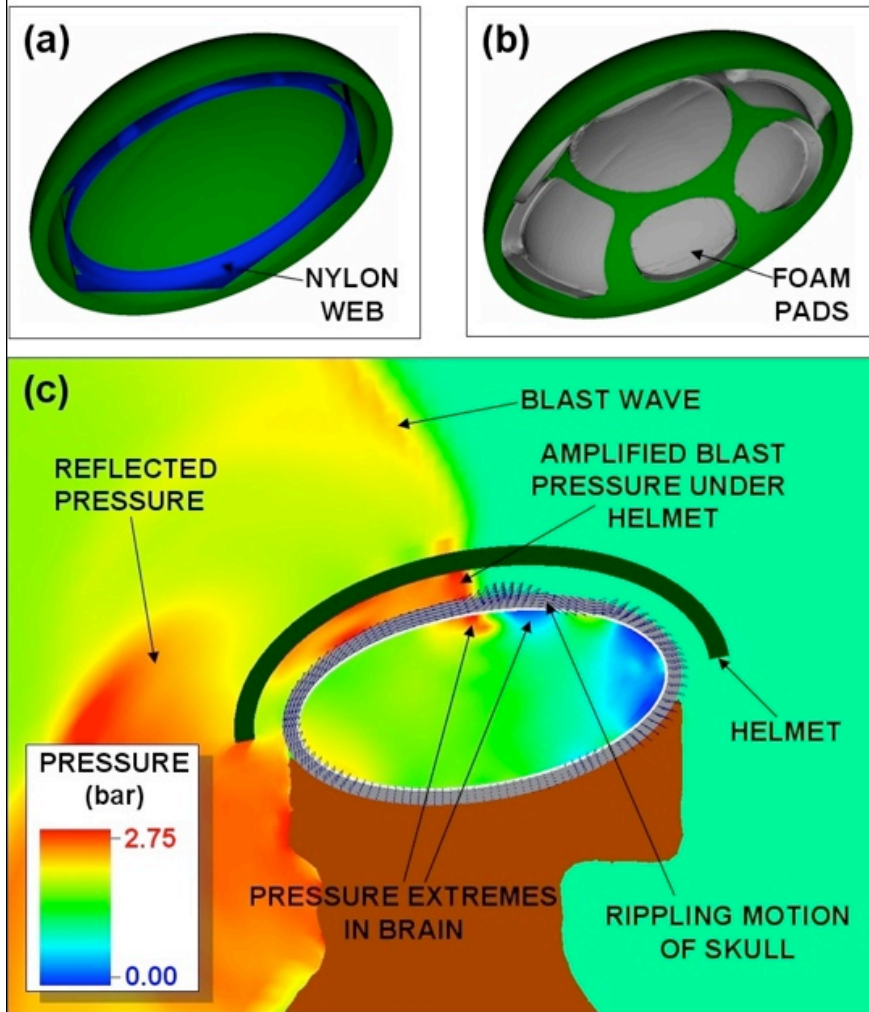 (a)
NYLON
WEB
(b)
FOAM
PADS
(c)
BLAST WAVE
REFLECTED
PRESSURE
AMPLIFIED BLAST
PRESSURE UNDER
HELMET
HELMET
PRESSURE
(bar)
2.75
0.00
PRESSURE EXTREMES
IN BRAIN
RIPPLING MOTION
OF SKULL